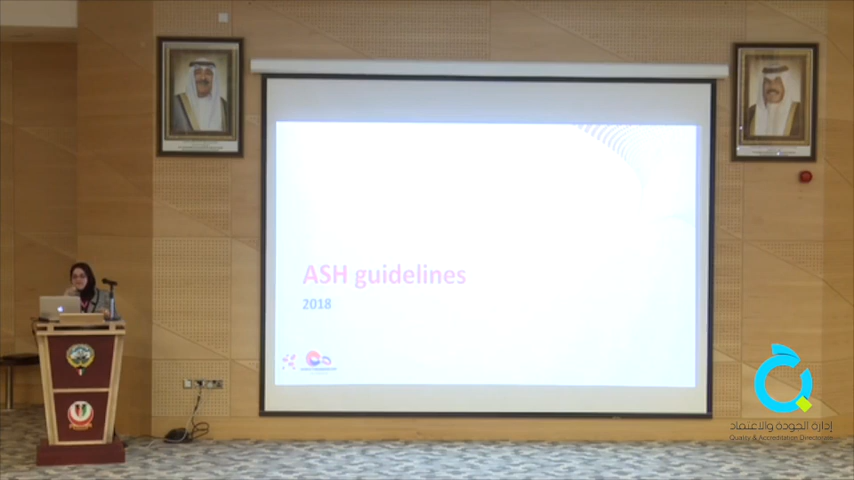 ASH guidelines
2018
إدارة الجودة والاعتماد
Quality & Accreditation Directorate